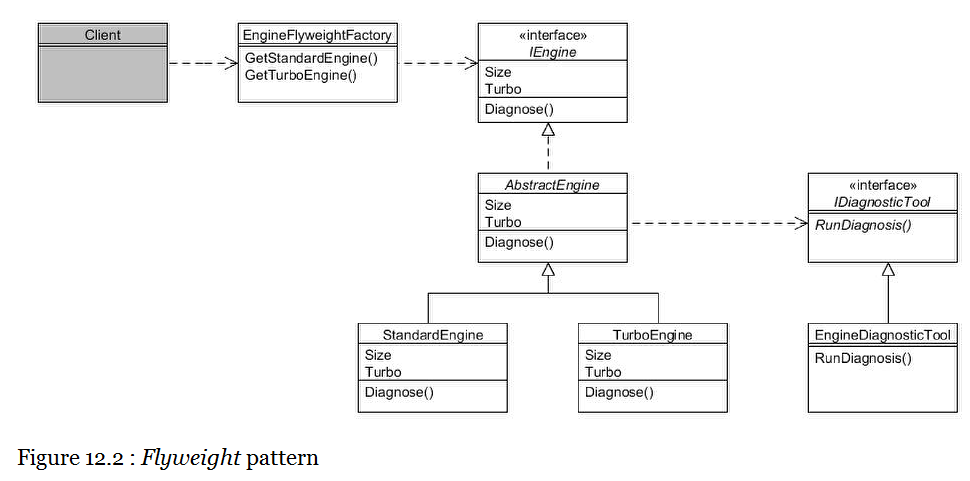 Client
EngineFlyweightFactory
GetStandardEngine()
GetTurboEngine()
«interface»
IEngine
Size
Turbo
Diagnose()
AbstractEngine
Size
Turbo
Diagnose()
«interface»
IDiagnosticTool
RunDiagnosis()
StandardEngine
Size
Turbo
Diagnose()
TurboEngine
Size
Turbo
Diagnose()
EngineDiagnosticTool
RunDiagnosis()
Figure 12.2 : Flyweight pattern